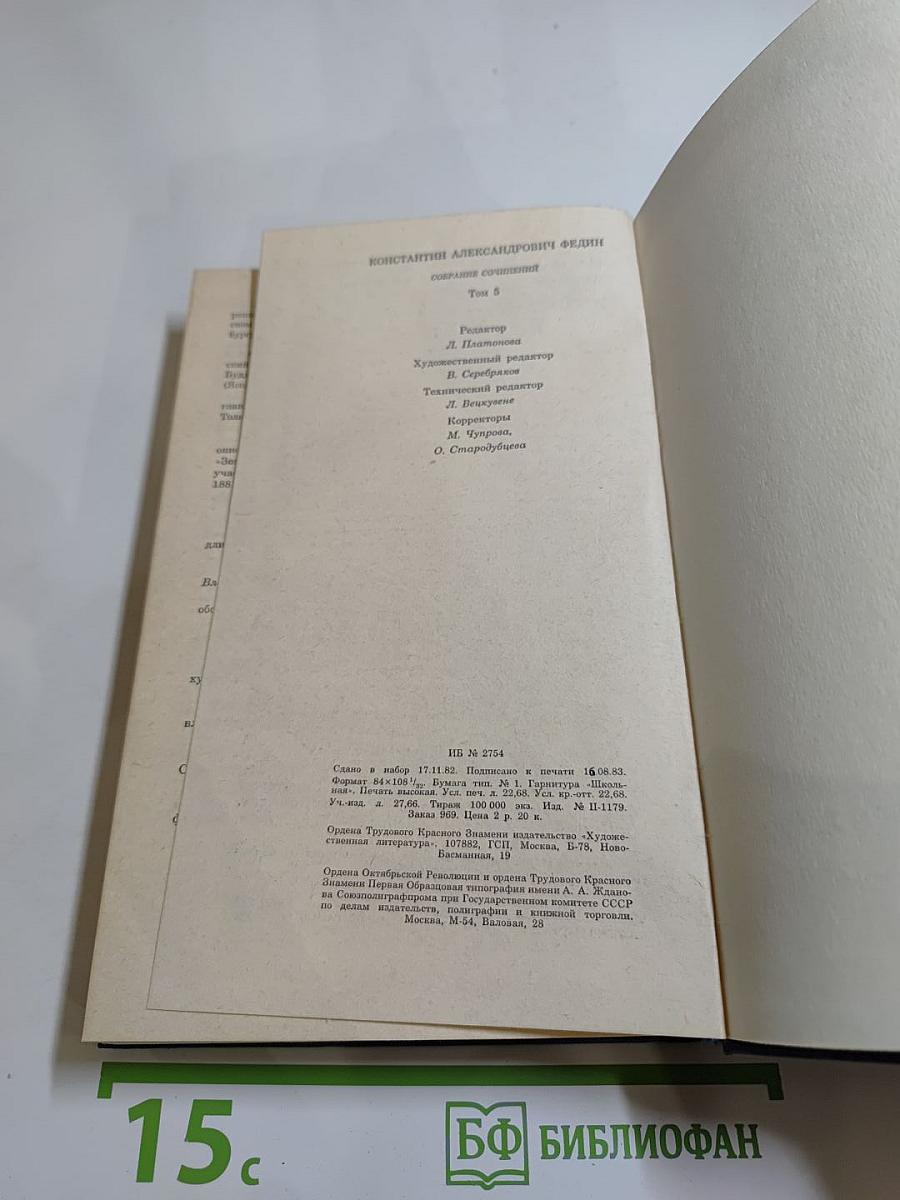 КОНСТАНТИН АЛЕКСАНДРОВИЧ ФЕДИН
СОБРАНИЕ СОЧИНЕНИЙ
Том 5
Редактор
Л. Платонова
Художественный редактор
В. Серебряков
Технический редактор
Л. Вецкувене
Корректоры
М. Чупрова,
О. Стародубцева
ИБ № 2754
Сдано в набор 17.11.82. Подписано к печати 16.08.83.
Формат 84×108 1/32. Бумага тип. № 1. Гарнитура «Школь-
ная». Печать высокая. Усл. печ. л. 22,68. Усл. кр.-отт. 22,68.
Уч.-изд. л. 27,66. Тираж 100 000 экз. Изд. № II-1179.
Заказ 969. Цена 2 р. 20 к.
Ордена Трудового Красного Знамени издательство «Художе-
ственная литература», 107882, ГСП, Москва, Б-78, Ново-
Басманная, 19
Ордена Октябрьской Революции и ордена Трудового Красного
Знамени Первая Образцовая типография имени А. А. Ждано-
ва Союзполиграфпрома при Государственном комитете СССР
по делам издательств, полиграфии и книжной торговли.
Москва, М-54, Валовая, 28
15 с
БФ БИБЛИОФАН